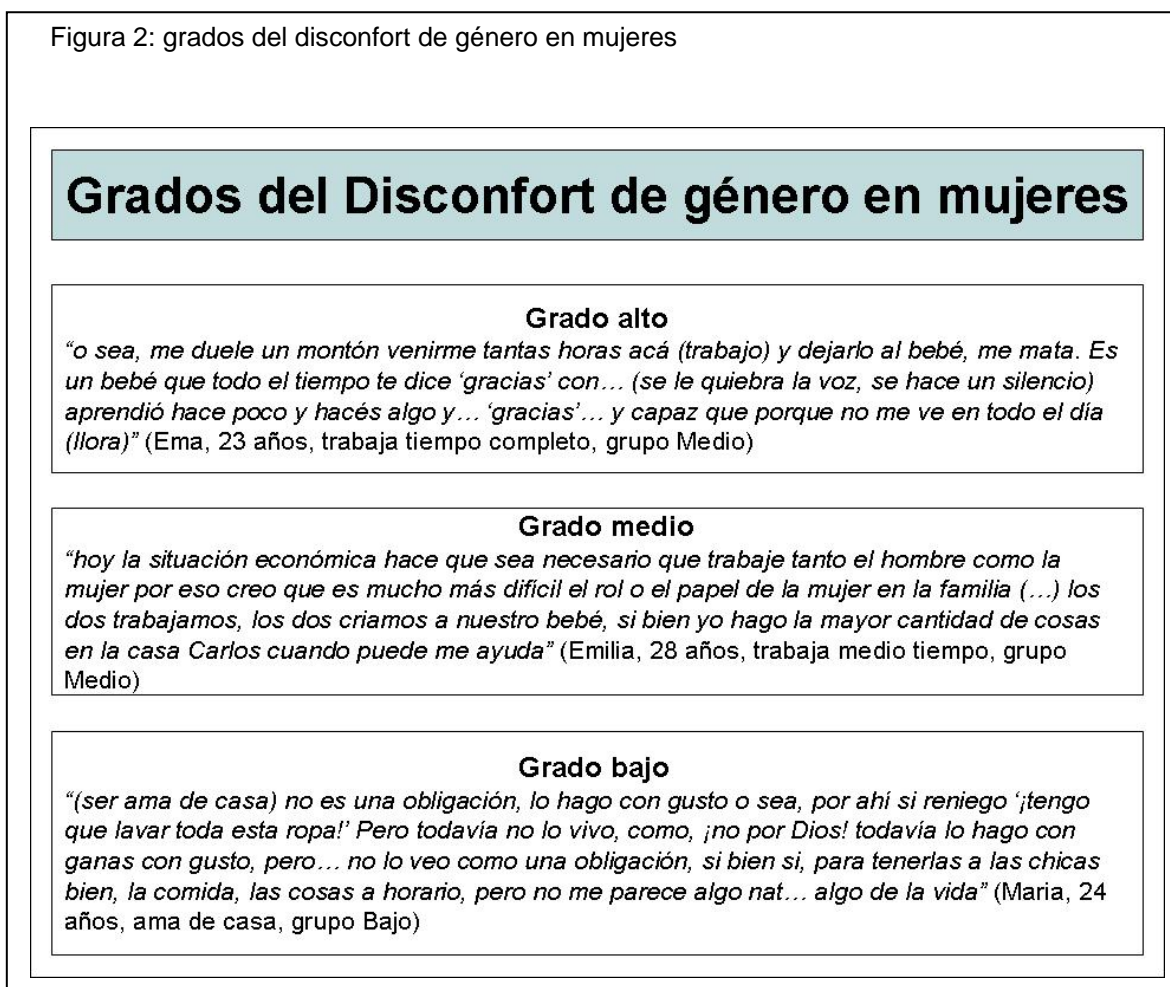 Figura 2: grados del disconfort de género en mujeres
Grados del Disconfort de género en mujeres
Grado alto
“o sea, me duele un montón venirme tantas horas acá (trabajo) y dejarlo al bebé, me mata. Es
un bebé que todo el tiempo te dice ‘gracias’ con… (se le quiebra la voz, se hace un silencio)
aprendió hace poco y hacés algo y… ‘gracias’… y capaz que porque no me ve en todo el día
(llora)” (Ema, 23 años, trabaja tiempo completo, grupo Medio)
Grado medio
“hoy la situación económica hace que sea necesario que trabaje tanto el hombre como la
mujer por eso creo que es mucho más difícil el rol o el papel de la mujer en la familia (…) los
dos trabajamos, los dos criamos a nuestro bebé, si bien yo hago la mayor cantidad de cosas
en la casa Carlos cuando puede me ayuda” (Emilia, 28 años, trabaja medio tiempo, grupo
Medio)
Grado bajo
“(ser ama de casa) no es una obligación, lo hago con gusto o sea, por ahí si reniego ‘¡tengo
que lavar toda esta ropa!’ Pero todavía no lo vivo, como, ¡no por Dios! todavía lo hago con
ganas con gusto, pero… no lo veo como una obligación, si bien si, para tenerlas a las chicas
bien, la comida, las cosas a horario, pero no me parece algo nat… algo de la vida” (Maria, 24
años, ama de casa, grupo Bajo)